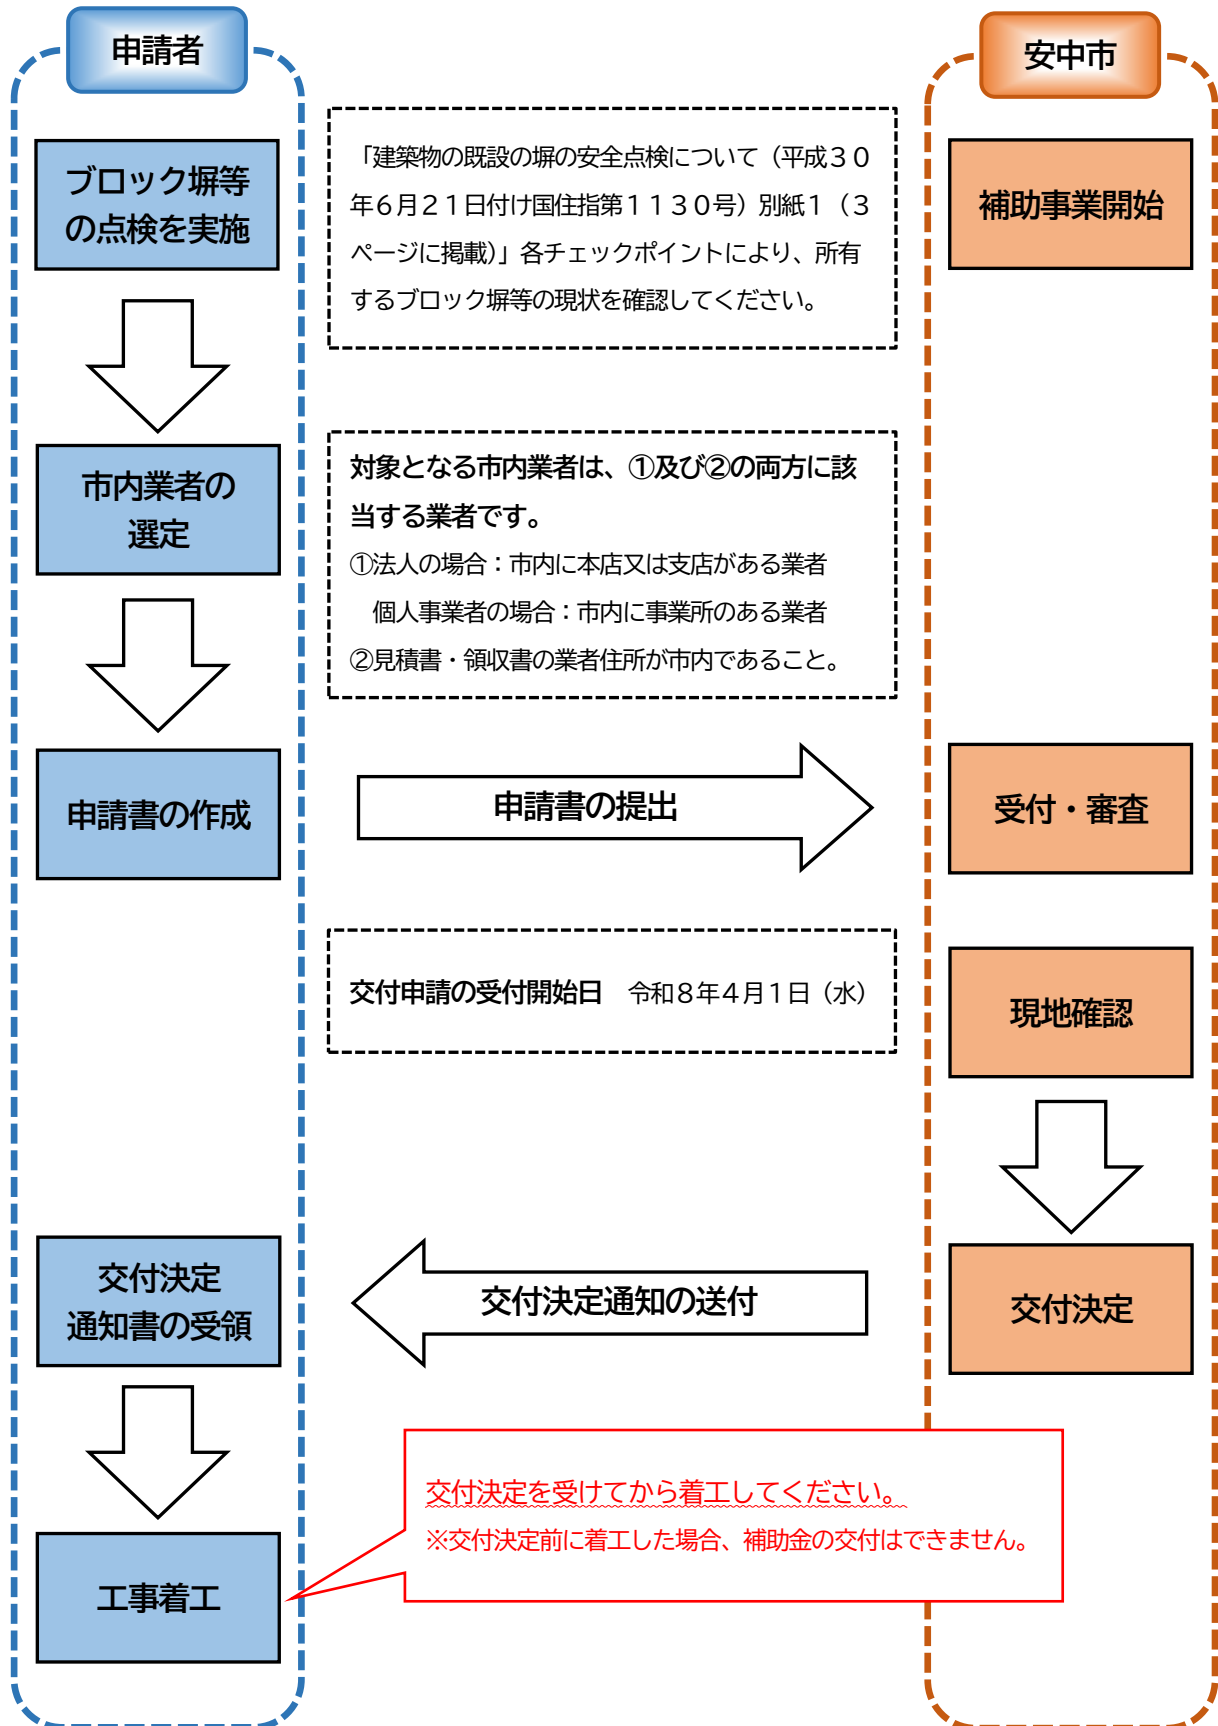 申請者
安中市
ブロック塀等
の点検を実施
「建築物の既設の塀の安全点検について（平成３０
年６月２１日付け国住指第１１３０号）別紙１（３
ページに掲載）」各チェックポイントにより、所有
するブロック塀等の現状を確認してください。
補助事業開始
市内業者の
選定
対象となる市内業者は、①及び②の両方に該
当する業者です。
①法人の場合：市内に本店又は支店がある業者
個人事業者の場合：市内に事業所のある業者
②見積書・領収書の業者住所が市内であること。
申請書の作成
申請書の提出
受付・審査
交付申請の受付開始日　令和８年４月１日（水）
現地確認
交付決定
通知書の受領
交付決定通知の送付
交付決定
交付決定を受けてから着工してください。
※交付決定前に着工した場合、補助金の交付はできません。
工事着工